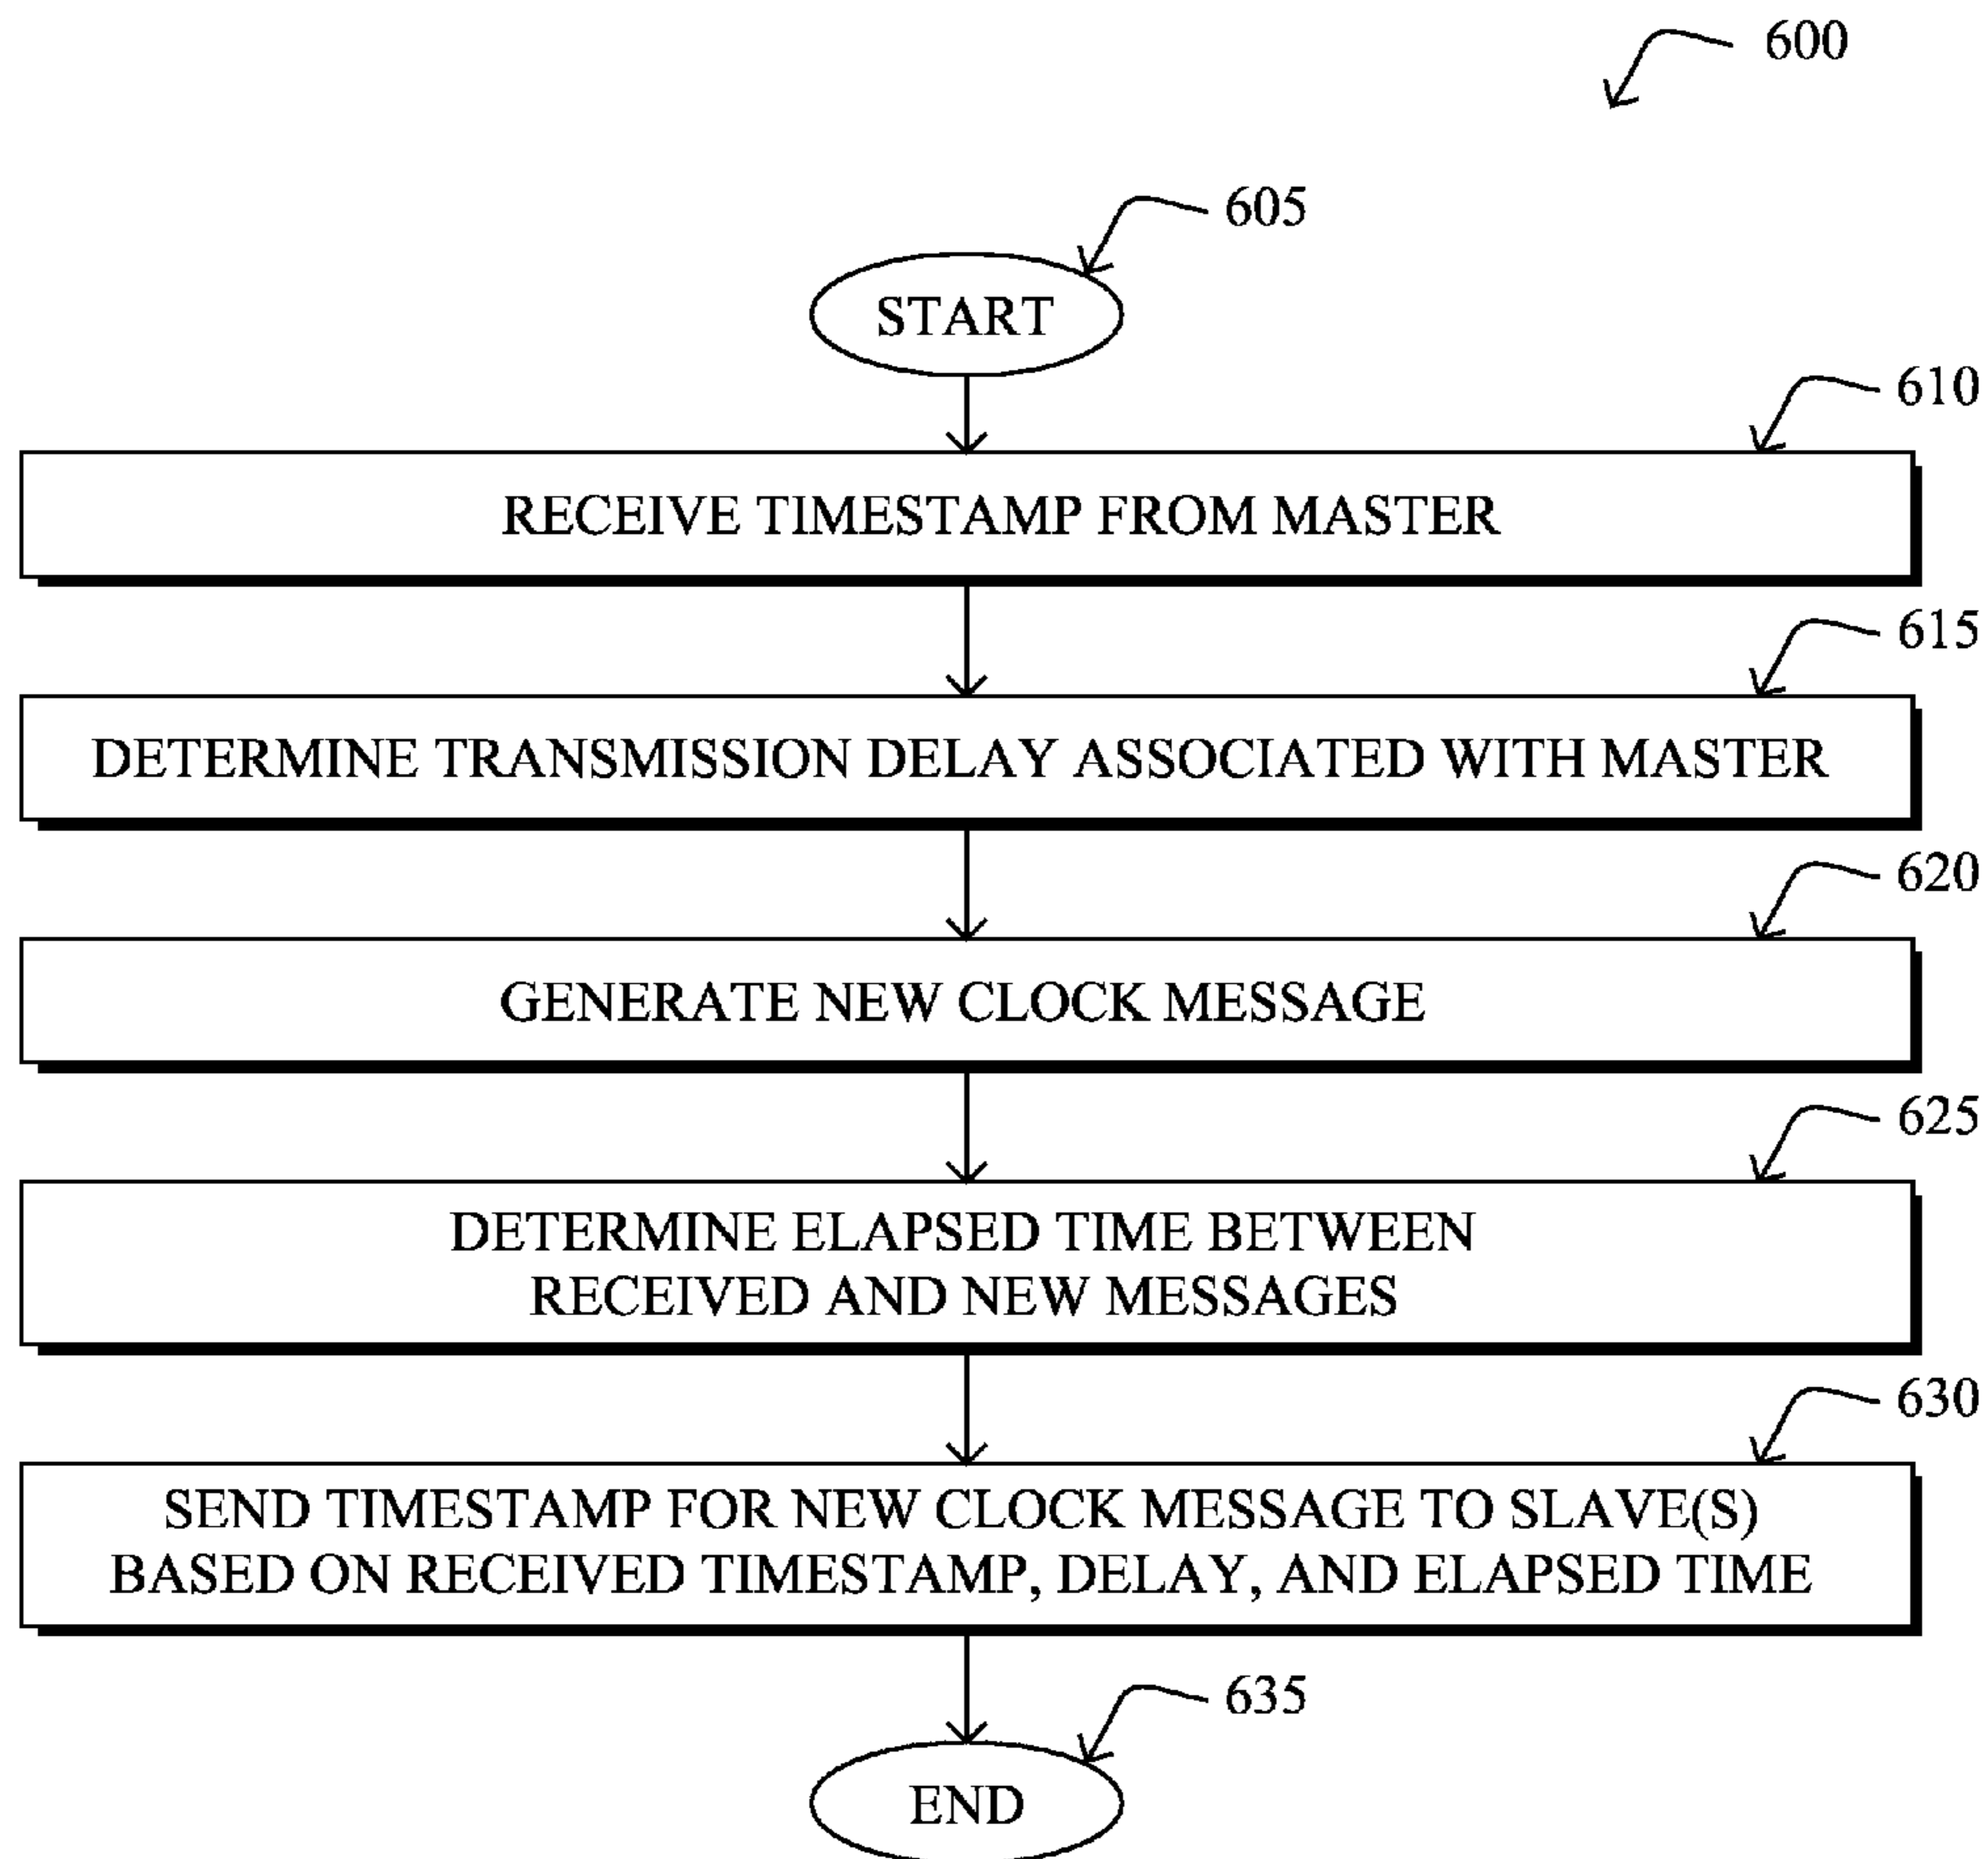 600
605
START
610
RECEIVE TIMESTAMP FROM MASTER
615
DETERMINE TRANSMISSION DELAY ASSOCIATED WITH MASTER
620
GENERATE NEW CLOCK MESSAGE
625
DETERMINE ELAPSED TIME BETWEEN
RECEIVED AND NEW MESSAGES
630
SEND TIMESTAMP FOR NEW CLOCK MESSAGE TO SLAVE(S)
BASED ON RECEIVED TIMESTAMP, DELAY, AND ELAPSED TIME
635
END